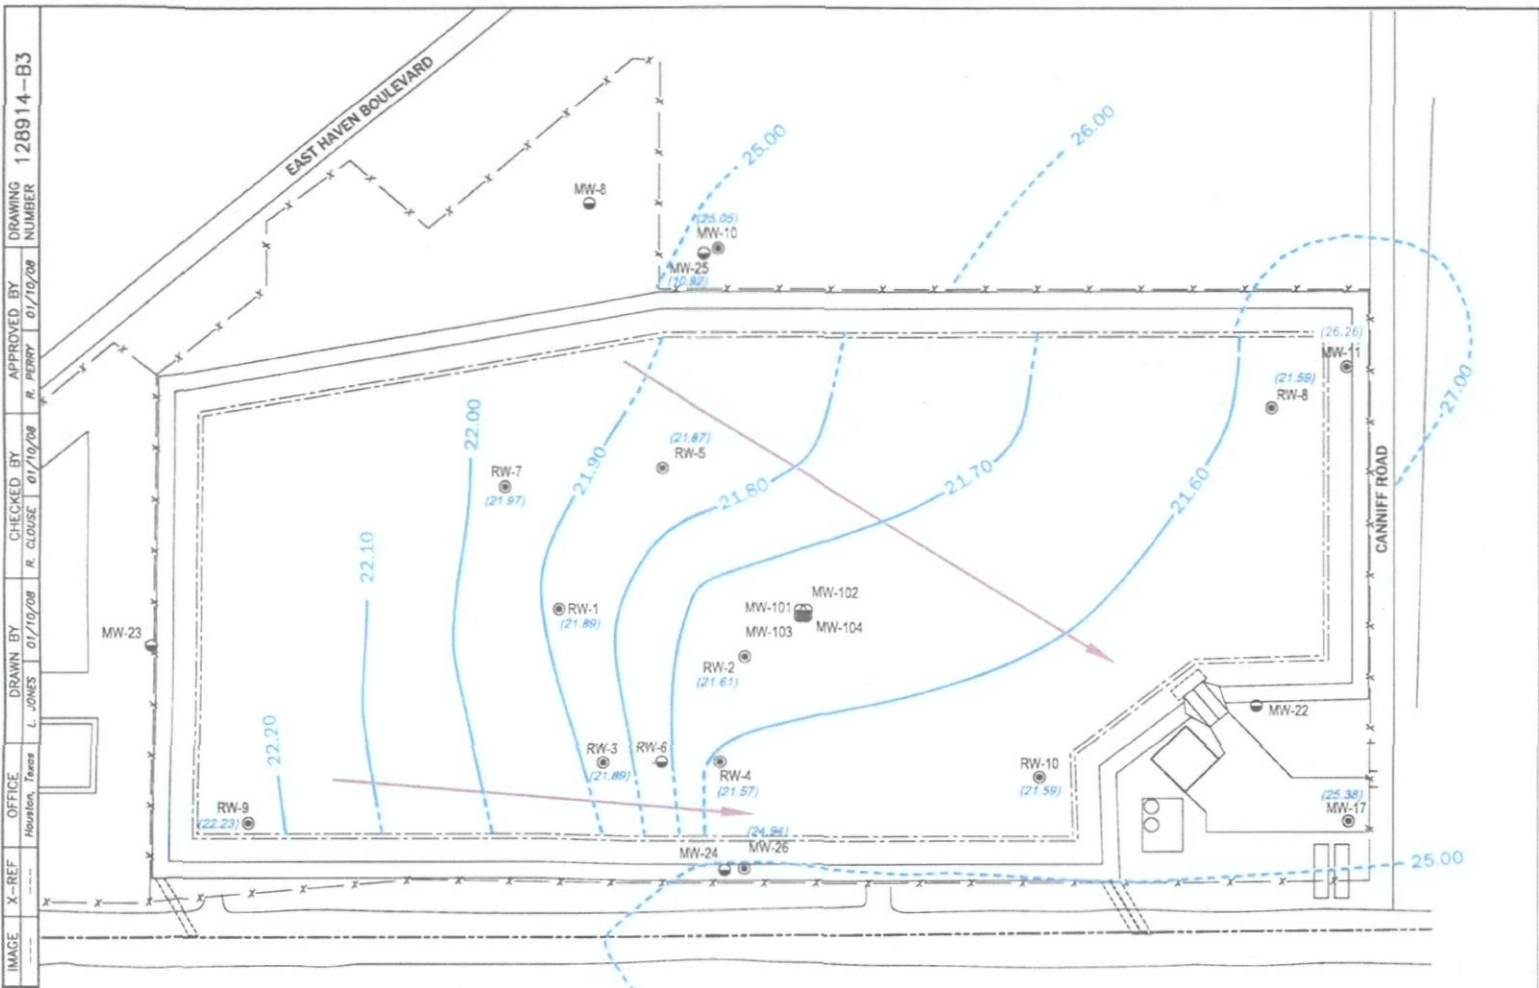 DRAWING NUMBER 128914-B3
APPROVED BY R. PERRY 01/10/08
CHECKED BY R. CLOUSE 01/10/08
DRAWN BY L. JONES 01/10/08
OFFICE Houston, Texas
X-REF ----
IMAGE ----
EAST HAVEN BOULEVARD
25.00
26.00
MW-8
(25.05)
MW-10
MW-25
(10.92)
(26.26)
MW-11
(21.59)
RW-8
27.00
22.00
21.90
(21.87)
RW-5
RW-7
(21.97)
21.80
21.70
21.60
CANNIFF ROAD
22.10
RW-1
(21.89)
MW-102
MW-101
MW-103
MW-104
MW-23
RW-2
(21.61)
MW-22
22.20
RW-3
(21.89)
RW-6
RW-4
(21.57)
RW-10
(21.59)
(25.38)
MW-17
RW-9
(22.23)
(24.94)
MW-24
MW-26
25.00